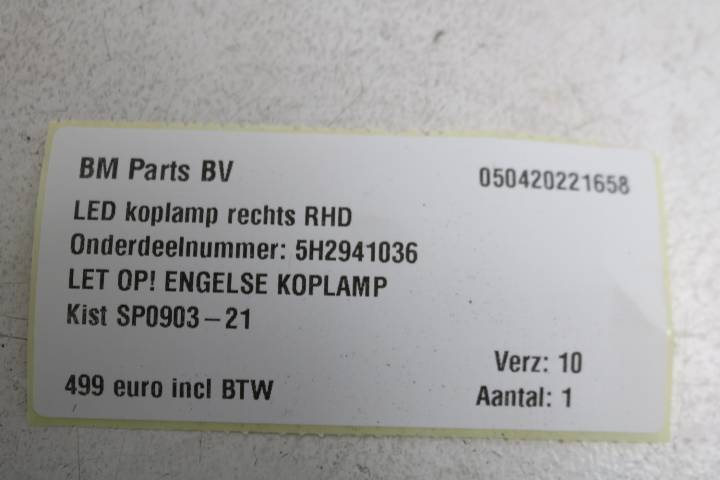 BM Parts BV
050420221658
LED koplamp rechts RHD
Onderdeelnummer: 5H2941036
LET OP! ENGELSE KOPLAMP
Kist SP0903-21
Verz: 10
499 euro incl BTW
Aantal: 1